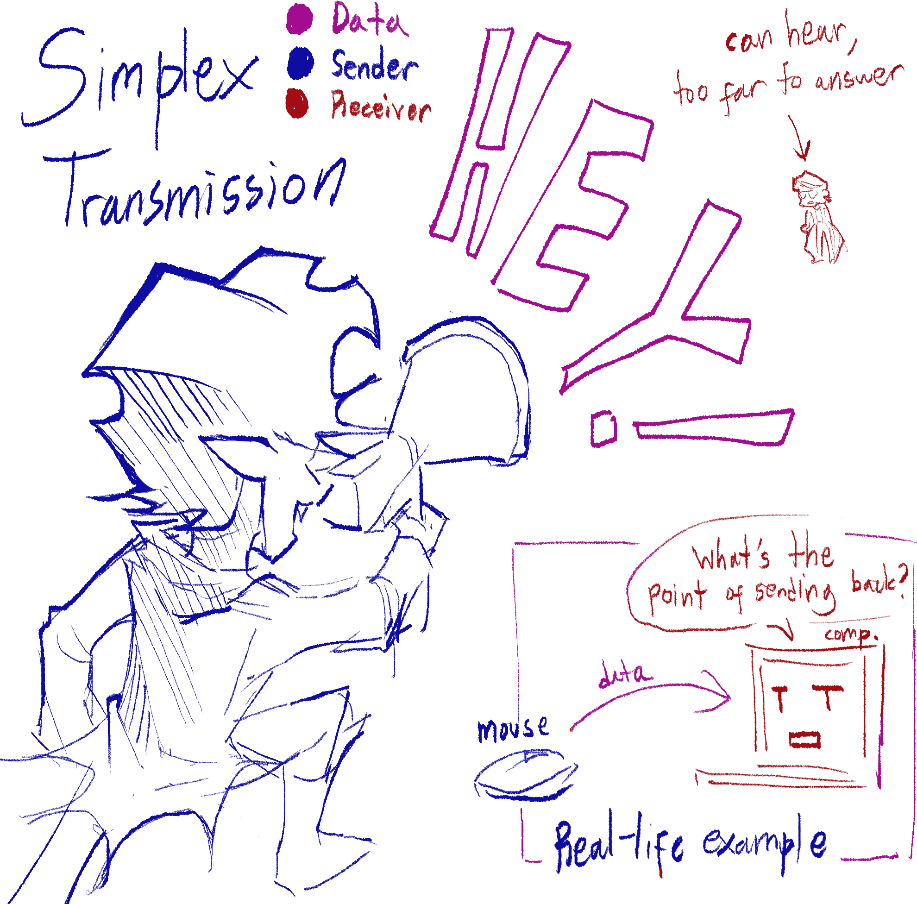 Simplex
Transmission
Data
Sender
Receiver
HEY!
can hear,
too far to answer
What's the
point of sending back?
comp.
data
mouse
Real-life example